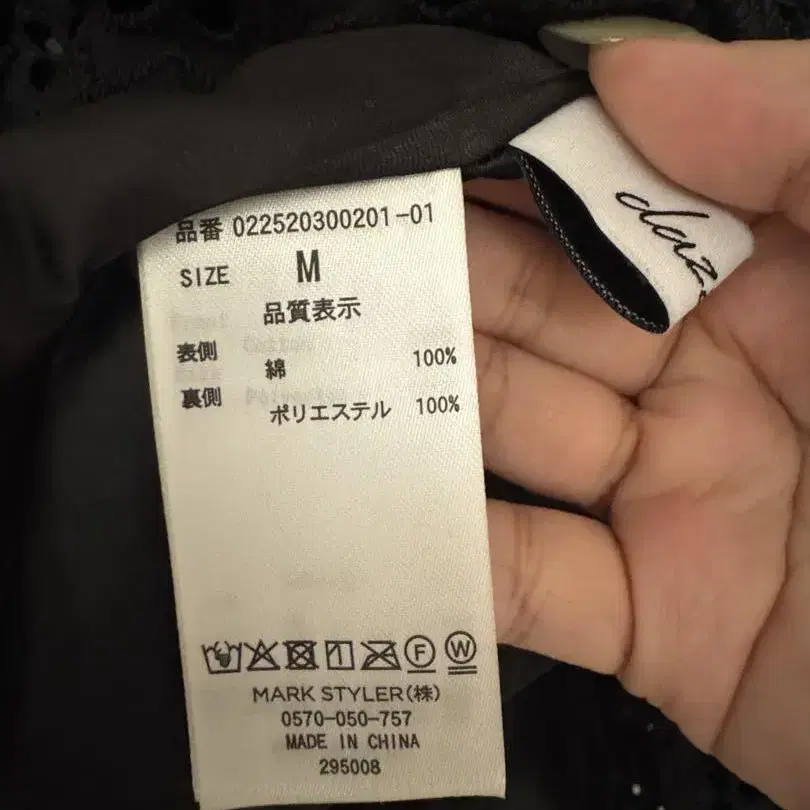 品番 022520300201-01
SIZE M
品質表示
表側 綿 100%
裏側 ポリエステル 100%
F W
MARK STYLER(株)
0570-050-757
MADE IN CHINA
295008
daz